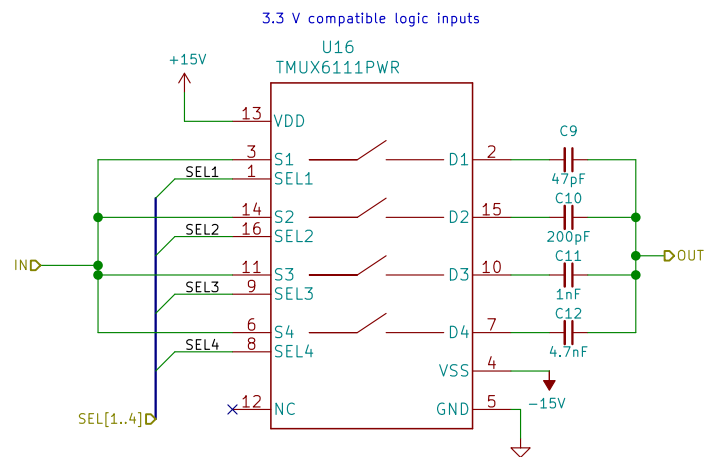 3.3 V compatible logic inputs
U16
TMUX6111PWR
+15V
13 VDD
3 S1 D1 2
C9
47pF
SEL1 1 SEL1
14 S2 D2 15
C10
200pF
SEL2 16 SEL2
IN
OUT
11 S3 D3 10
C11
1nF
SEL3 9 SEL3
6 S4 D4 7
C12
4.7nF
SEL4 8 SEL4
VSS 4
-15V
12 NC
GND 5
SEL[1..4]